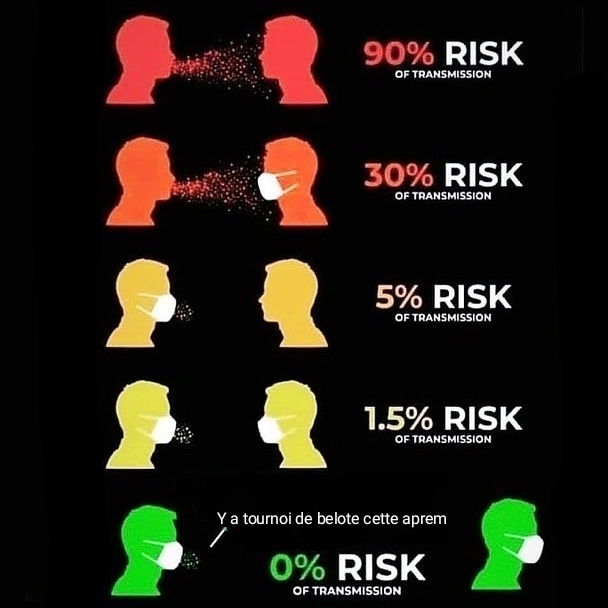 90% RISK
OF TRANSMISSION
30% RISK
OF TRANSMISSION
5% RISK
OF TRANSMISSION
1.5% RISK
OF TRANSMISSION
Y a tournoi de belote cette aprem
0% RISK
OF TRANSMISSION